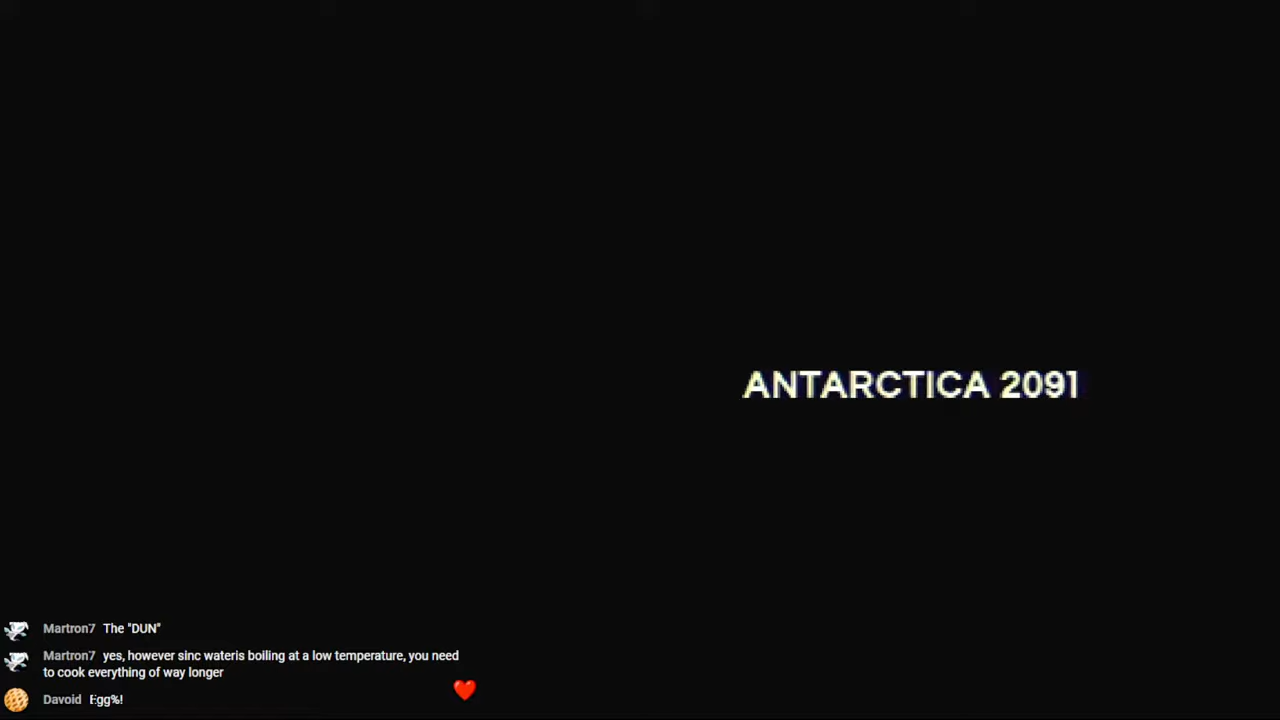 ANTARCTICA 2091
Martron7 The "DUN"
Martron7 yes, however sinc wateris boiling at a low temperature, you need
to cook everything of way longer
Davoid Egg%!